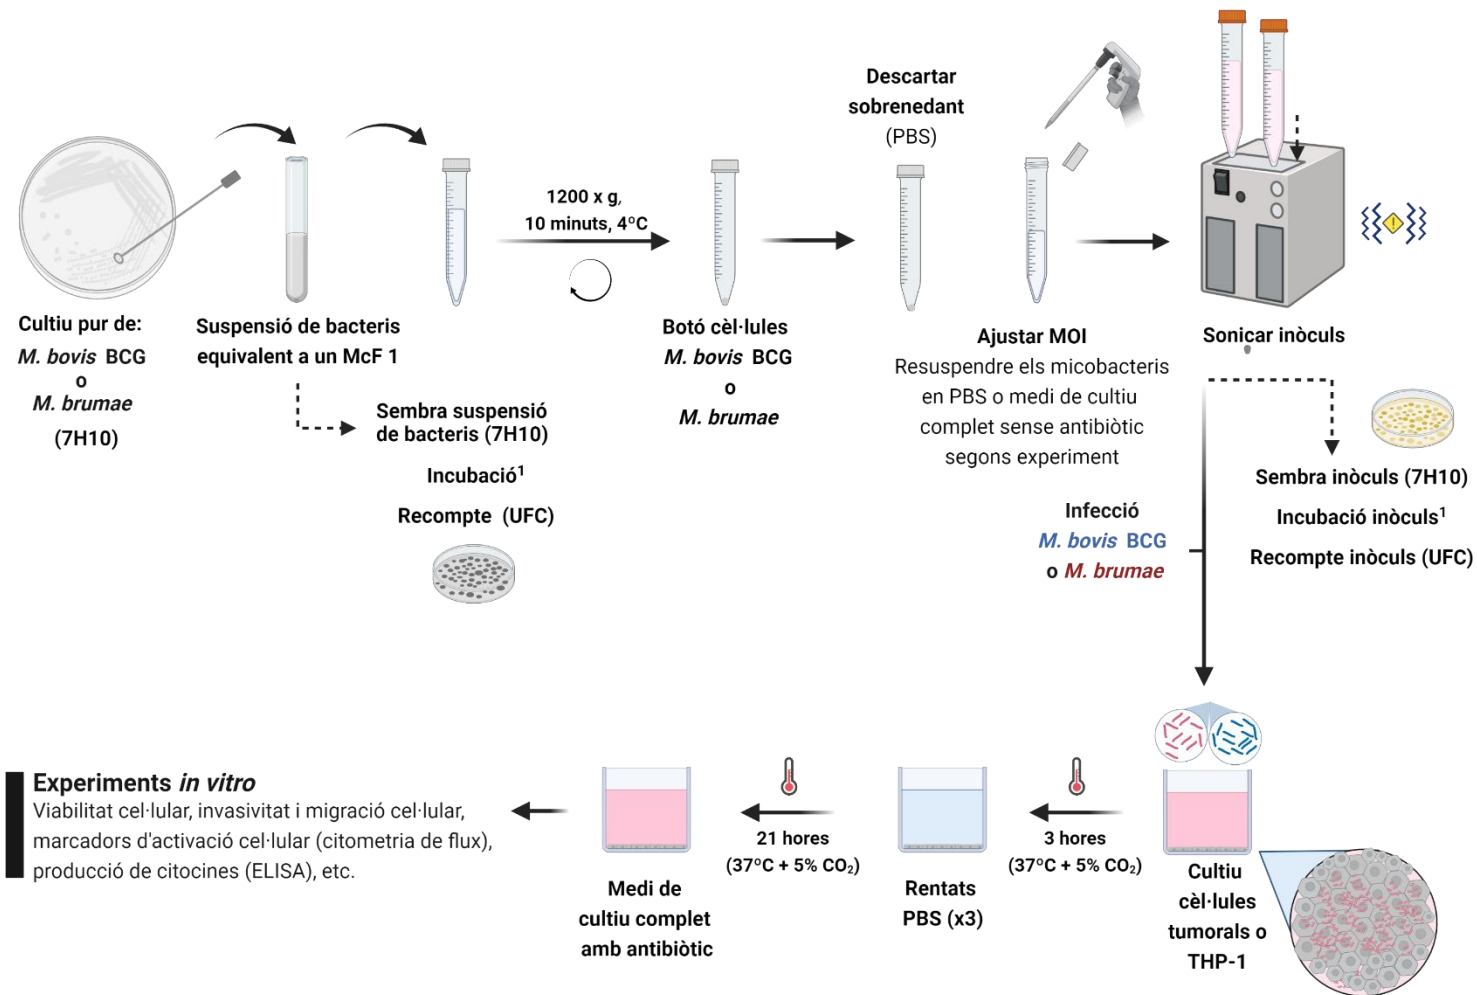 Cultiu pur de:
M. bovis BCG
o
M. brumae
(7H10)
Suspensió de bacteris
equivalent a un McF 1
Sembra suspensió
de bacteris (7H10)
Incubació¹
Recompte (UFC)
1200 x g,
10 minuts, 4ºC
Botó cèl·lules
M. bovis BCG
o
M. brumae
Descartar
sobrenedant
(PBS)
Ajustar MOI
Resuspendre els micobacteris
en PBS o medi de cultiu
complet sense antibiòtic
segons experiment
Sonicar inòculs
Sembra inòculs (7H10)
Incubació inòculs¹
Recompte inòculs (UFC)
Infecció
M. bovis BCG
o M. brumae
Cultiu
cèl·lules
tumorals o
THP-1
3 hores
(37ºC + 5% CO₂)
Rentats
PBS (x3)
21 hores
(37ºC + 5% CO₂)
Medi de
cultiu complet
amb antibiòtic
Experiments in vitro
Viabilitat cel·lular, invasivitat i migració cel·lular,
marcadors d'activació cel·lular (citometria de flux),
producció de citocines (ELISA), etc.